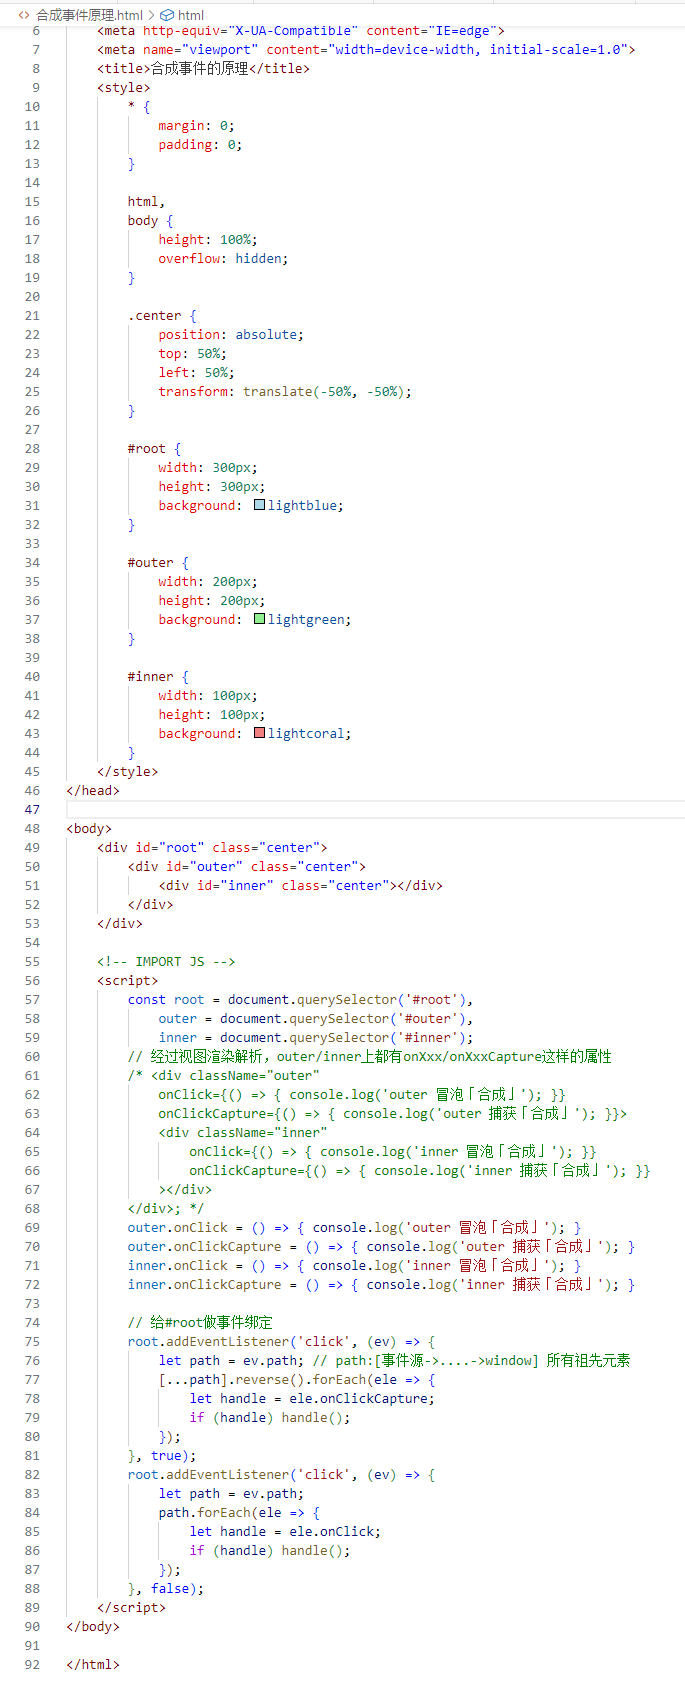 合成事件原理.html > html
6 <meta http-equiv="X-UA-Compatible" content="IE=edge">
7 <meta name="viewport" content="width=device-width, initial-scale=1.0">
8 <title>合成事件的原理</title>
9 <style>
10 * {
11 margin: 0;
12 padding: 0;
13 }
14
15 html,
16 body {
17 height: 100%;
18 overflow: hidden;
19 }
20
21 .center {
22 position: absolute;
23 top: 50%;
24 left: 50%;
25 transform: translate(-50%, -50%);
26 }
27
28 #root {
29 width: 300px;
30 height: 300px;
31 background: lightblue;
32 }
33
34 #outer {
35 width: 200px;
36 height: 200px;
37 background: lightgreen;
38 }
39
40 #inner {
41 width: 100px;
42 height: 100px;
43 background: lightcoral;
44 }
45 </style>
46 </head>
47
48 <body>
49 <div id="root" class="center">
50 <div id="outer" class="center">
51 <div id="inner" class="center"></div>
52 </div>
53 </div>
54
55 <!-- IMPORT JS -->
56 <script>
57 const root = document.querySelector('#root'),
58 outer = document.querySelector('#outer'),
59 inner = document.querySelector('#inner');
60 // 经过视图渲染解析，outer/inner上都有onXxx/onXxxCapture这样的属性
61 /* <div className="outer"
62 onClick={() => { console.log('outer 冒泡「合成」'); }}
63 onClickCapture={() => { console.log('outer 捕获「合成」'); }}>
64 <div className="inner"
65 onClick={() => { console.log('inner 冒泡「合成」'); }}
66 onClickCapture={() => { console.log('inner 捕获「合成」'); }}
67 ></div>
68 </div>; */
69 outer.onClick = () => { console.log('outer 冒泡「合成」'); }
70 outer.onClickCapture = () => { console.log('outer 捕获「合成」'); }
71 inner.onClick = () => { console.log('inner 冒泡「合成」'); }
72 inner.onClickCapture = () => { console.log('inner 捕获「合成」'); }
73
74 // 给#root做事件绑定
75 root.addEventListener('click', (ev) => {
76 let path = ev.path; // path:[事件源->....->window] 所有祖先元素
77 [...path].reverse().forEach(ele => {
78 let handle = ele.onClickCapture;
79 if (handle) handle();
80 });
81 }, true);
82 root.addEventListener('click', (ev) => {
83 let path = ev.path;
84 path.forEach(ele => {
85 let handle = ele.onClick;
86 if (handle) handle();
87 });
88 }, false);
89 </script>
90 </body>
91
92 </html>